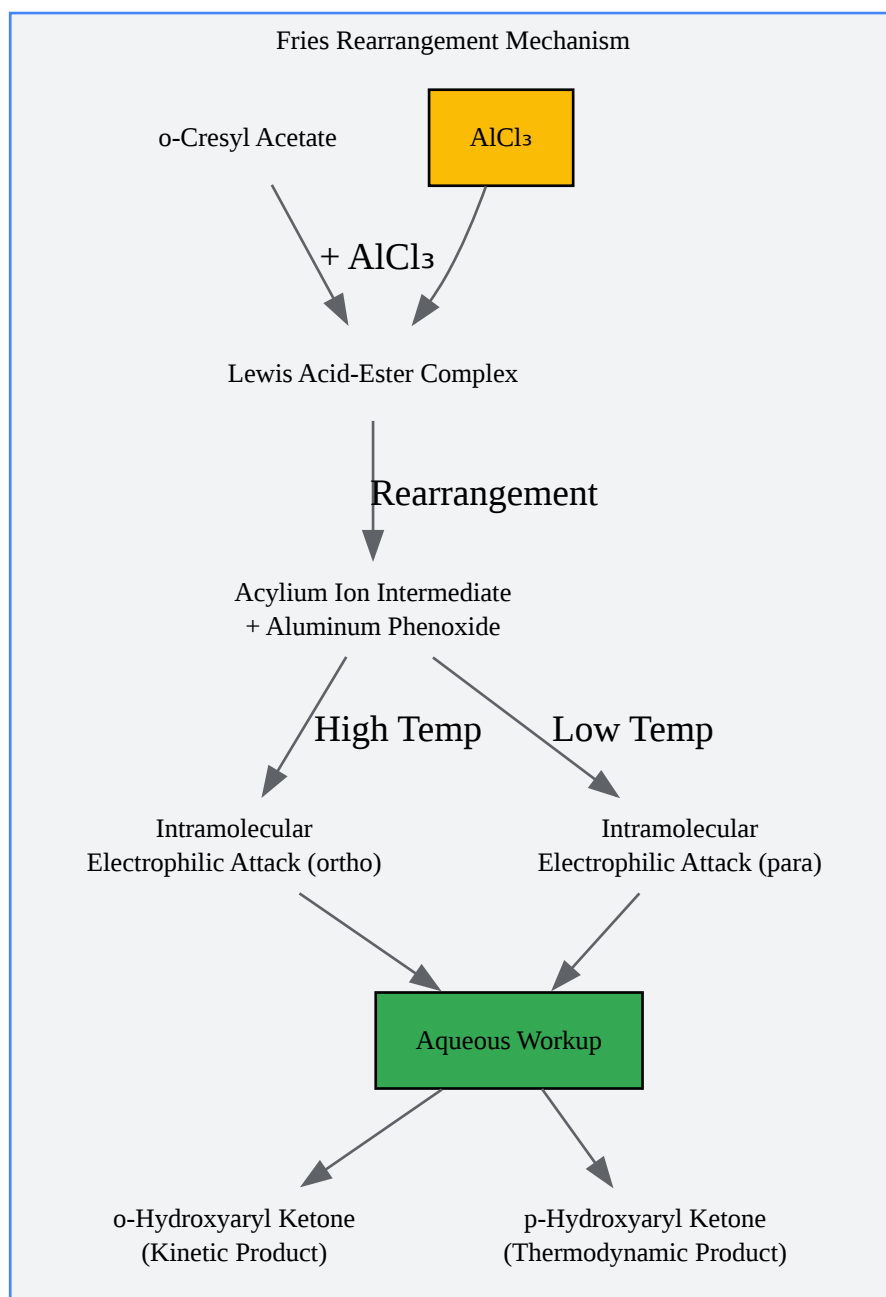 Fries Rearrangement Mechanism
o-Cresyl Acetate
AlCl₃
+ AlCl₃
Lewis Acid-Ester Complex
Rearrangement
Acylium Ion Intermediate
+ Aluminum Phenoxide
High Temp
Low Temp
Intramolecular
Electrophilic Attack (ortho)
Intramolecular
Electrophilic Attack (para)
Aqueous Workup
o-Hydroxyaryl Ketone
(Kinetic Product)
p-Hydroxyaryl Ketone
(Thermodynamic Product)